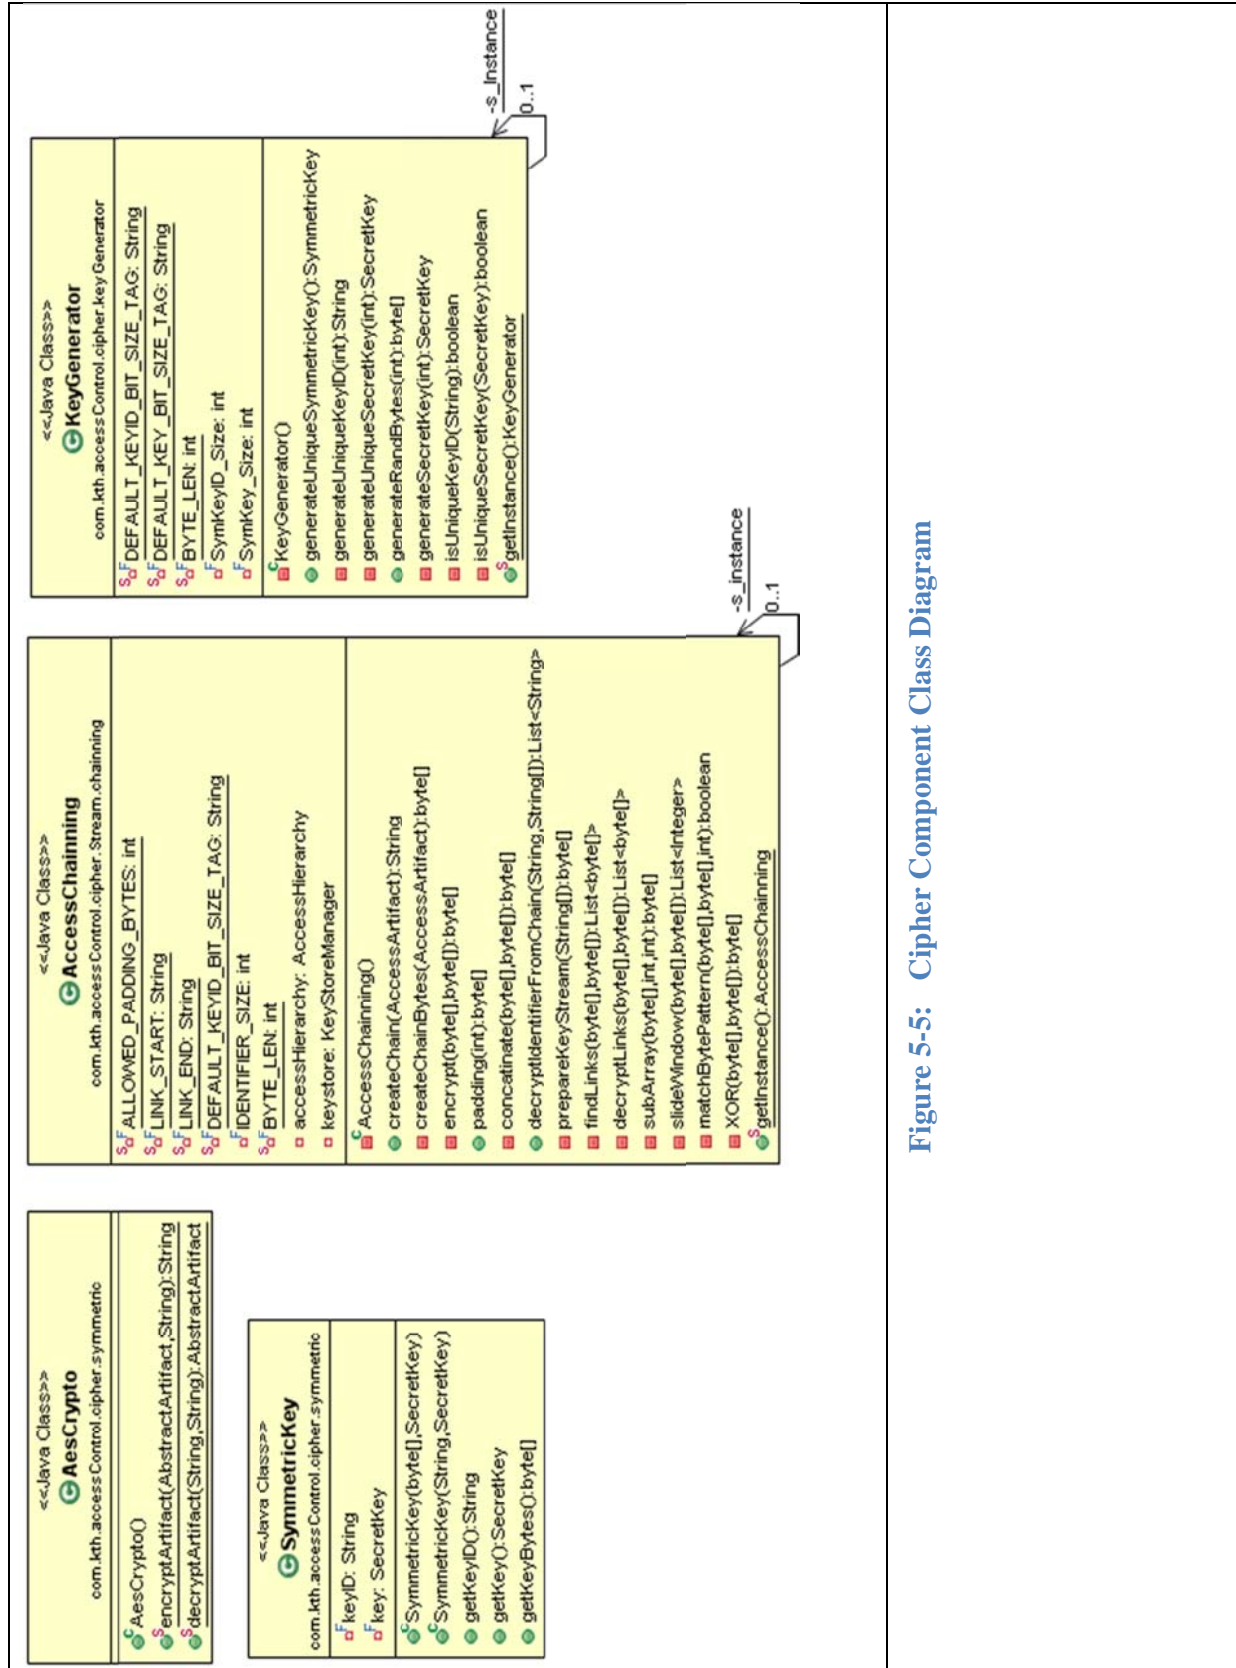 <<Java Class>>
AesCrypto
com.kth.accessControl.cipher.symmetric
AesCrypto()
encryptArtifact(AbstractArtifact,String):String
decryptArtifact(String,String):AbstractArtifact
<<Java Class>>
SymmetricKey
com.kth.accessControl.cipher.symmetric
keyID: String
key: SecretKey
SymmetricKey(byte[],SecretKey)
SymmetricKey(String,SecretKey)
getKeyID():String
getKey():SecretKey
getKeyBytes():byte[]
<<Java Class>>
AccessChainning
com.kth.accessControl.cipher.Stream.chainning
ALLOWED_PADDING_BYTES: int
LINK_START: String
LINK_END: String
DEFAULT_KEYID_BIT_SIZE_TAG: String
IDENTIFIER_SIZE: int
BYTE_LEN: int
accessHierarchy: AccessHierarchy
keystore: KeyStoreManager
AccessChainning()
createChain(AccessArtifact):String
createChainBytes(AccessArtifact):byte[]
encrypt(byte[],byte[]):byte[]
padding(int):byte[]
concatinate(byte[],byte[]):byte[]
decryptIdentifierFromChain(String,String[]):List<String>
prepareKeyStream(String[]):byte[]
findLinks(byte[],byte[]):List<byte[]>
decryptLinks(byte[],byte[]):List<byte[]>
subArray(byte[],int,int):byte[]
slideWindow(byte[],byte[]):List<Integer>
matchBytePattern(byte[],byte[],int):boolean
XOR(byte[],byte[]):byte[]
getInstance():AccessChainning
-s_instance
0..1
<<Java Class>>
KeyGenerator
com.kth.accessControl.cipher.keyGenerator
DEFAULT_KEYID_BIT_SIZE_TAG: String
DEFAULT_KEY_BIT_SIZE_TAG: String
BYTE_LEN: int
SymKeyID_Size: int
SymKey_Size: int
KeyGenerator()
generateUniqueSymmetricKey():SymmetricKey
generateUniqueKeyID(int):String
generateUniqueSecretKey(int):SecretKey
generateRandBytes(int):byte[]
generateSecretKey(int):SecretKey
isUniqueKeyID(String):boolean
isUniqueSecretKey(SecretKey):boolean
getInstance():KeyGenerator
-s_Instance
0..1
Figure 5-5: Cipher Component Class Diagram